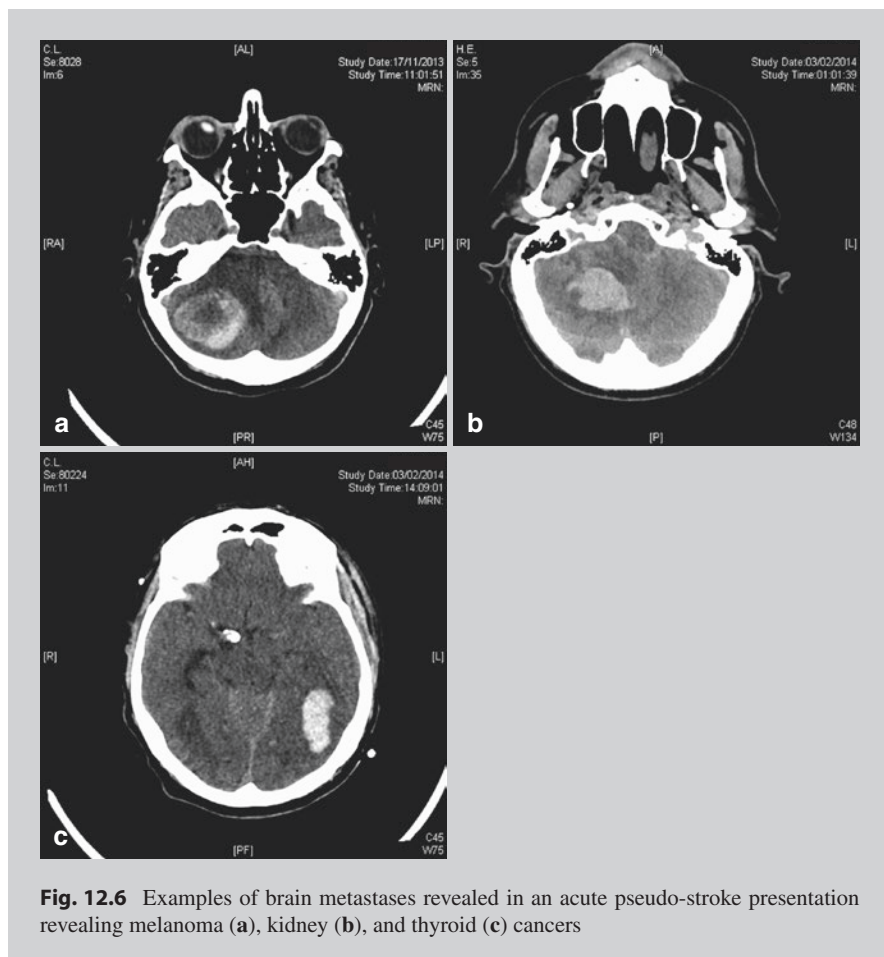 C.L.
Se:8028
Im:6
[AL]
Study Date:17/11/2013
Study Time:11:01:51
MRN:
[RA]
[LP]
a
[PR]
C45
W75
H.E.
Se:5
Im:35
[A]
Study Date:03/02/2014
Study Time:01:01:39
MRN:
[R]
[L]
b
[P]
C48
W134
C.L.
Se:80224
Im:11
[AH]
Study Date:03/02/2014
Study Time:14:09:01
MRN:
[R]
[L]
c
[PF]
C45
W75
Fig. 12.6 Examples of brain metastases revealed in an acute pseudo-stroke presentation
revealing melanoma (a), kidney (b), and thyroid (c) cancers